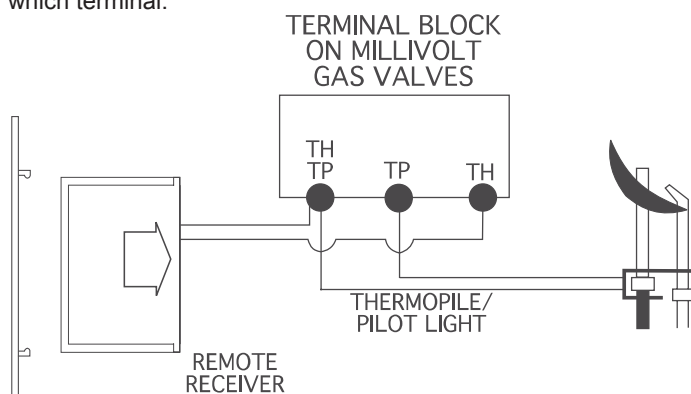 which terminal.
TERMINAL BLOCK
ON MILLIVOLT
GAS VALVES
TH
TP
TP
TH
THERMOPILE/
PILOT LIGHT
REMOTE
RECEIVER